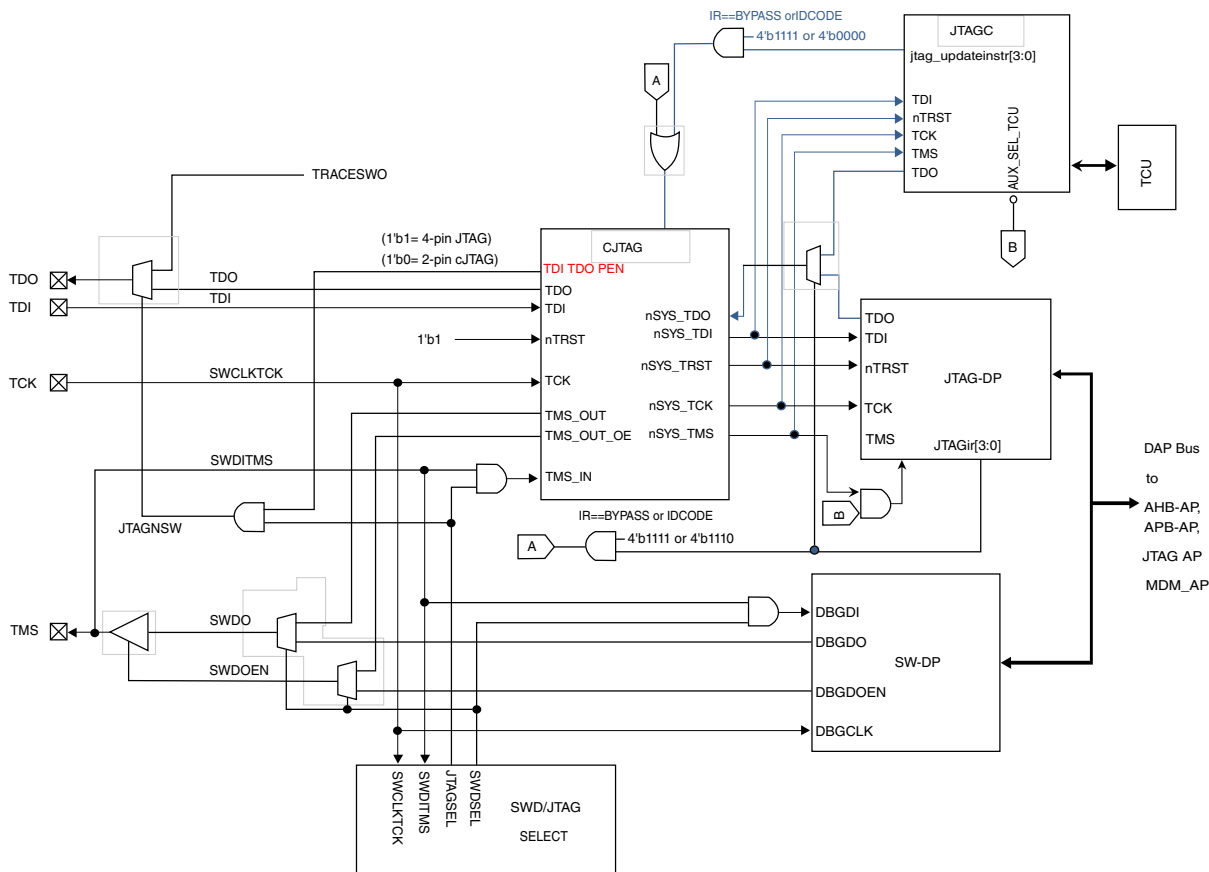 IR==BYPASS orIDCODE
4'b1111 or 4'b0000
JTAGC
jtag_updateinstr[3:0]
A
TDI
nTRST
TCK
TMS
TDO
AUX_SEL_TCU
TCU
B
TRACESWO
(1'b1= 4-pin JTAG)
(1'b0= 2-pin cJTAG)
CJTAG
TDI TDO PEN
TDO
TDO
TDO
TDI
TDI
TDI
1'b1
nTRST
nSYS_TDO
nSYS_TDI
nSYS_TRST
nSYS_TCK
nSYS_TMS
TCK
SWCLKTCK
TCK
TMS_OUT
TMS_OUT_OE
TMS_IN
TDO
TDI
nTRST
JTAG-DP
TCK
TMS
JTAGir[3:0]
SWDITMS
JTAGNSW
B
IR==BYPASS or IDCODE
4'b1111 or 4'b1110
A
DAP Bus
to
AHB-AP,
APB-AP,
JTAG AP
MDM_AP
TMS
SWDO
SWDOEN
DBGDI
DBGDO
SW-DP
DBGDOEN
DBGCLK
SWCLKTCK
SWDITMS
JTAGSEL
SWDSEL
SWD/JTAG
SELECT